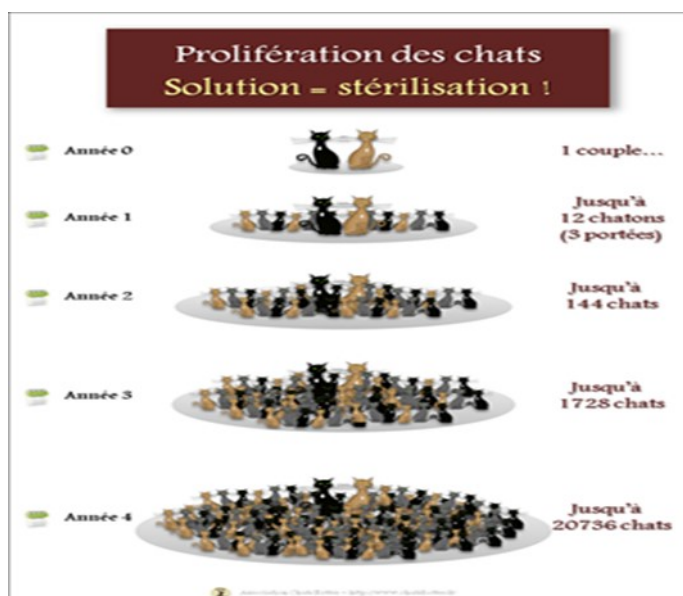 Prolifération des chats
Solution = stérilisation !
Année 0
1 couple...
Année 1
Jusqu'à
12 chatons
(3 portées)
Année 2
Jusqu'à
144 chats
Année 3
Jusqu'à
1728 chats
Année 4
Jusqu'à
20736 chats